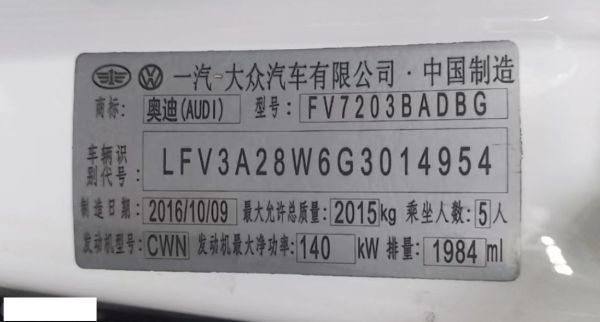 一汽-大众汽车有限公司·中国制造
商标: 奥迪(AUDI) 型号: FV7203BADBG
车辆识别代号: LFV3A28W6G3014954
制造日期: 2016/10/09 最大允许总质量: 2015kg 乘坐人数: 5人
发动机型号: CWN 发动机最大净功率: 140 kW 排量: 1984 ml